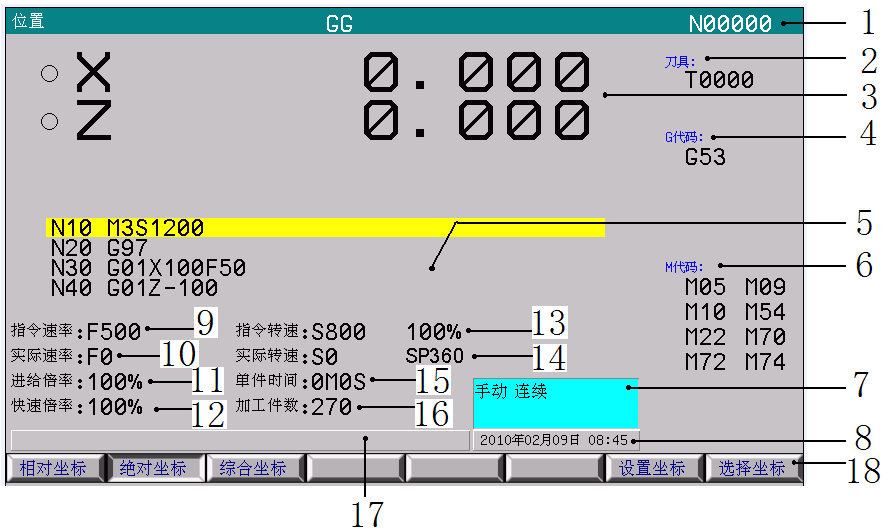 位置 GG N00000 1
刀具: 2
T0000
X 0.000 3
Z 0.000
G代码: 4
G53
N10 M3S1200 5
N20 G97
N30 G01X100F50
N40 G01Z-100
M代码: 6
M05 M09
M10 M54
M22 M70
M72 M74
指令速率:F500 9 指令转速:S800 100% 13
实际速率:F0 10 实际转速:S0 SP360 14
进给倍率:100% 11 单件时间:0M0S 15
快速倍率:100% 12 加工件数:270 16
手动 连续 7
2010年02月09日 08:45 8
相对坐标 绝对坐标 综合坐标 设置坐标 选择坐标 18
17